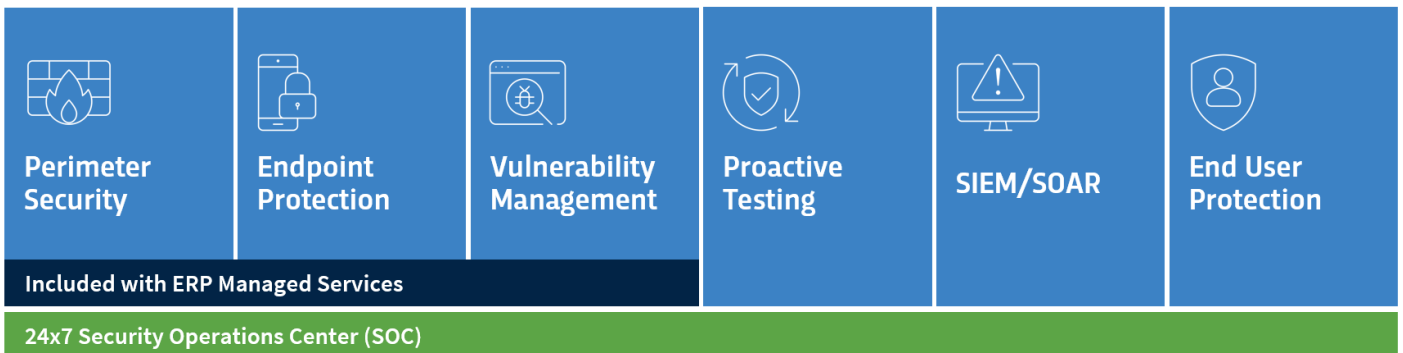 Perimeter
Security
Endpoint
Protection
Vulnerability
Management
Proactive
Testing
SIEM/SOAR
End User
Protection
Included with ERP Managed Services
24x7 Security Operations Center (SOC)